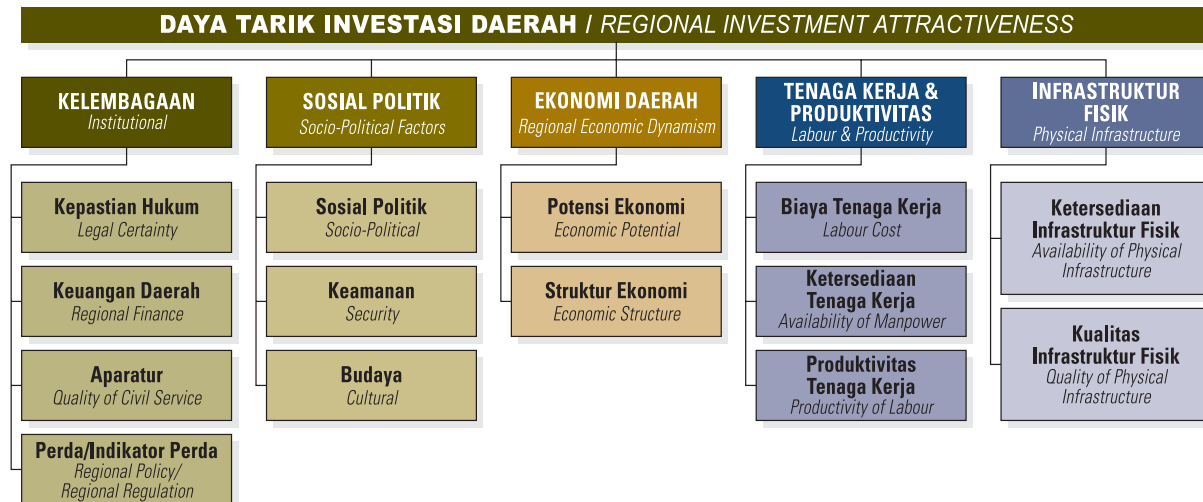 DAYA TARIK INVESTASI DAERAH / REGIONAL INVESTMENT ATTRACTIVENESS
KELEMBAGAAN
Institutional
Kepastian Hukum
Legal Certainty
Keuangan Daerah
Regional Finance
Aparatur
Quality of Civil Service
Perda/Indikator Perda
Regional Policy/
Regional Regulation
SOSIAL POLITIK
Socio-Political Factors
Sosial Politik
Socio-Political
Keamanan
Security
Budaya
Cultural
EKONOMI DAERAH
Regional Economic Dynamism
Potensi Ekonomi
Economic Potential
Struktur Ekonomi
Economic Structure
TENAGA KERJA &
PRODUKTIVITAS
Labour & Productivity
Biaya Tenaga Kerja
Labour Cost
Ketersediaan
Tenaga Kerja
Availability of Manpower
Produktivitas
Tenaga Kerja
Productivity of Labour
INFRASTRUKTUR
FISIK
Physical Infrastructure
Ketersediaan
Infrastruktur Fisik
Availability of Physical
Infrastructure
Kualitas
Infrastruktur Fisik
Quality of Physical
Infrastructure